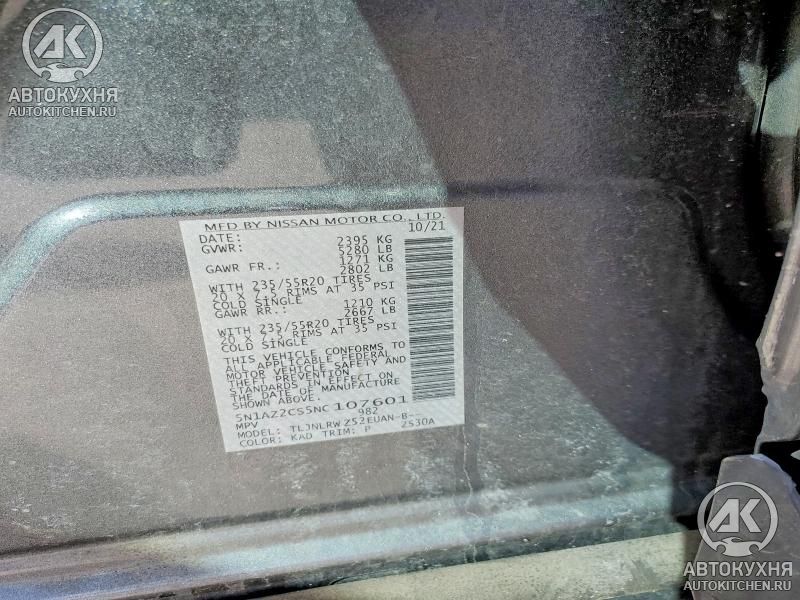 AK
АВТОКУХНЯ
AUTOKITCHEN.RU
MFD BY NISSAN MOTOR CO., LTD.
DATE: 10/21
GVWR: 2395 KG
5280 LB
GAWR FR.: 1271 KG
2802 LB
WITH 235/55R20 TIRES
20 X 7.5 RIMS AT 35 PSI
COLD SINGLE
GAWR RR.: 1210 KG
2667 LB
WITH 235/55R20 TIRES
20 X 7.5 RIMS AT 35 PSI
COLD SINGLE
THIS VEHICLE CONFORMS TO
ALL APPLICABLE FEDERAL
MOTOR VEHICLE SAFETY AND
THEFT PREVENTION
STANDARDS IN EFFECT ON
THE DATE OF MANUFACTURE
SHOWN ABOVE.
5N1AZ2CS5NC107601
MPV 982
MODEL: TLJNLRWZ52EUAN-B--
COLOR: KAD TRIM: P ZS30A
AK
АВТОКУХНЯ
AUTOKITCHEN.RU